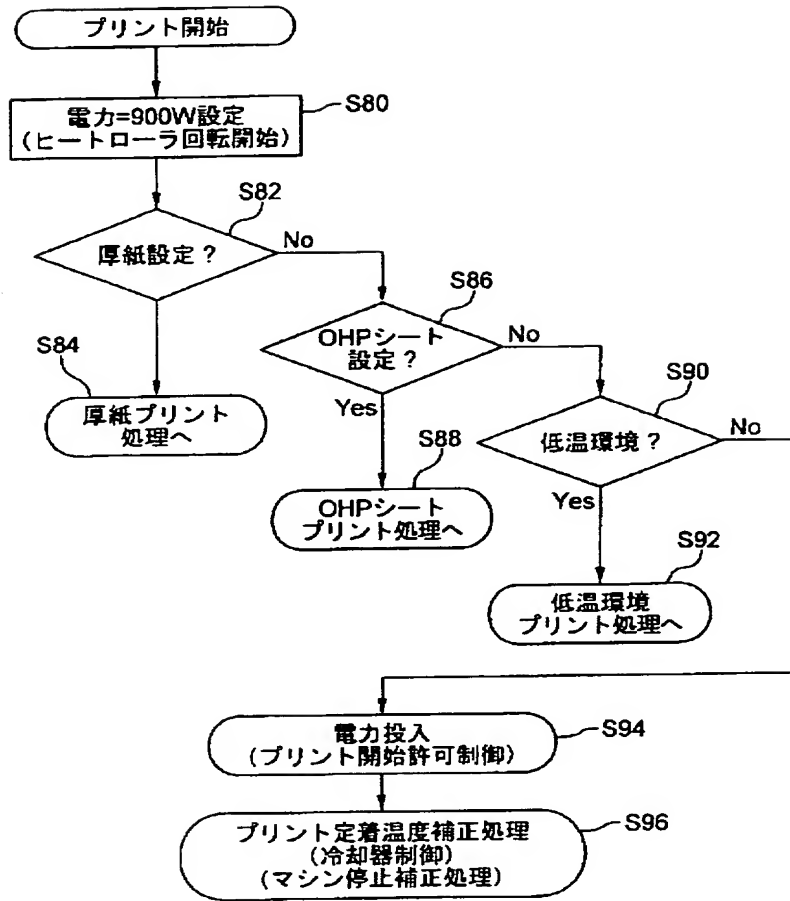 プリント開始
電力=900W設定
(ヒートローラ回転開始)
S80
S82
厚紙設定?
No
S86
OHPシート
設定?
No
S84
厚紙プリント
処理へ
Yes
S90
低温環境?
No
S88
OHPシート
プリント処理へ
Yes
S92
低温環境
プリント処理へ
電力投入
(プリント開始許可制御)
S94
プリント定着温度補正処理
(冷却器制御)
(マシン停止補正処理)
S96